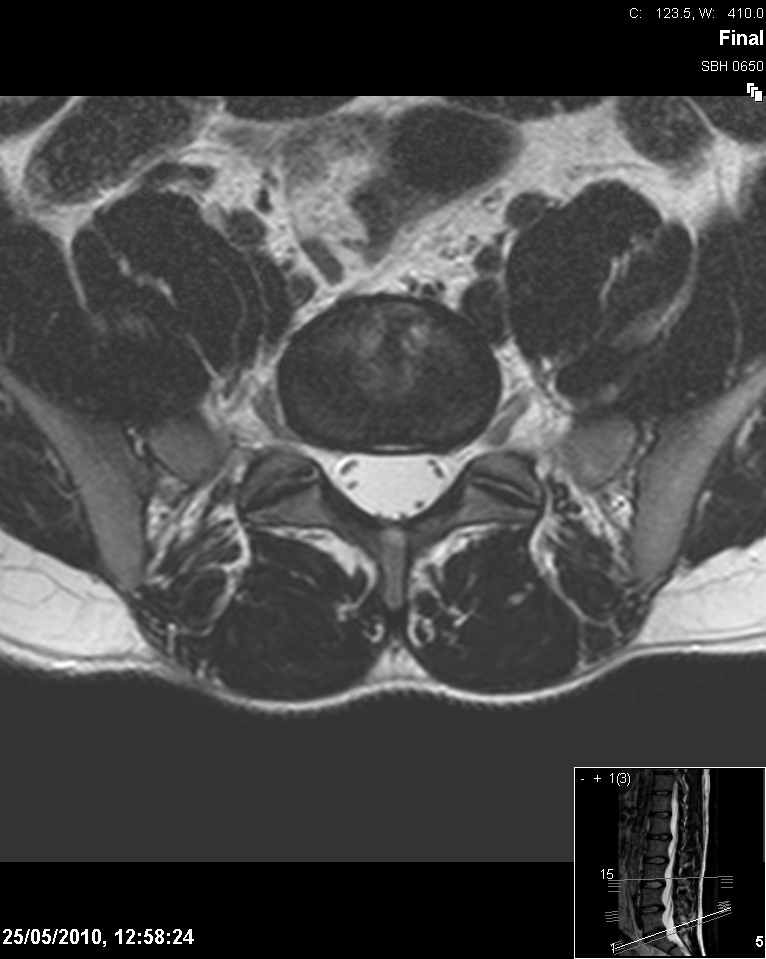 C: 123.5, W: 410.0
Final
SBH 0650
- + 1(3)
15
1
5
25/05/2010, 12:58:24